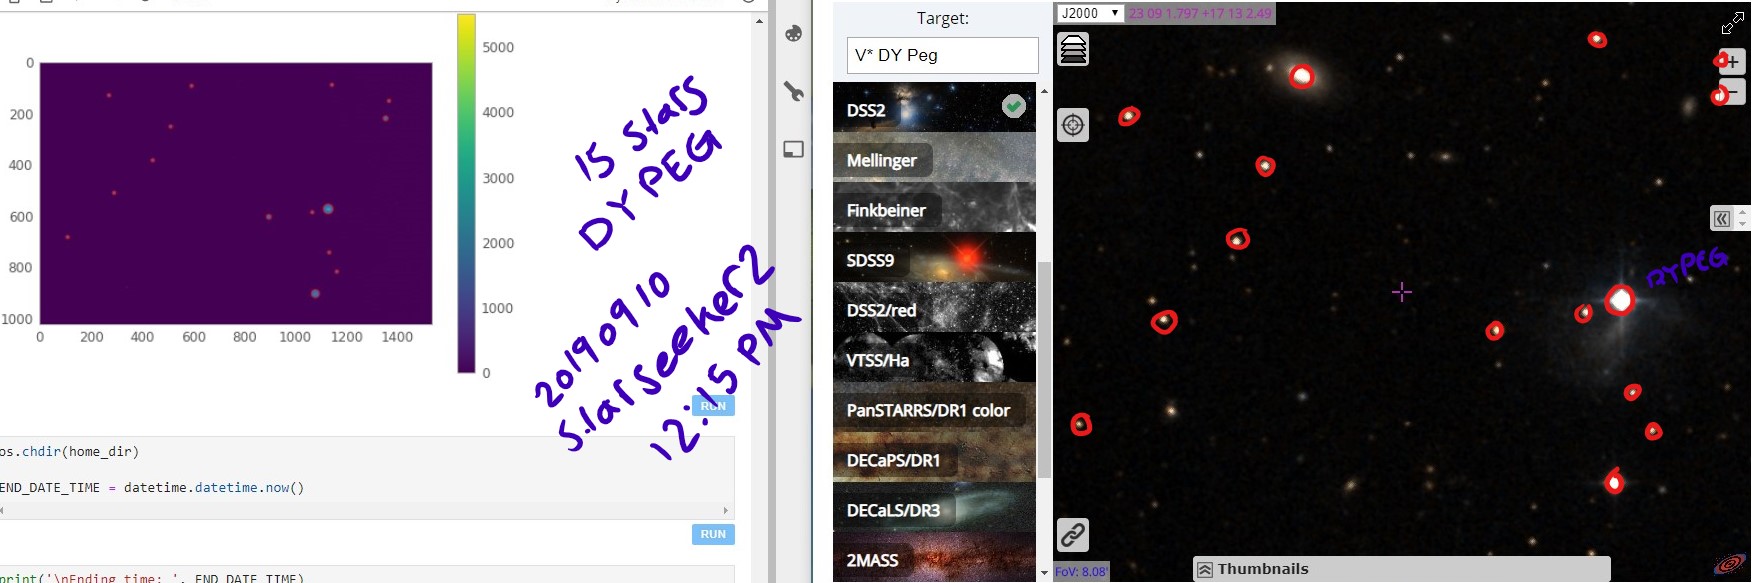 5000
4000
3000
2000
1000
0
0
200
400
600
800
1000
0
200
400
600
800
1000
1200
1400
15 Stars
DY PEG
20190910
Starseeker2
12:15 PM
RUN
os.chdir(home_dir)
END_DATE_TIME = datetime.datetime.now()
RUN
print('\nEnding time: ', END_DATE_TIME)
Target:
V* DY Peg
DSS2
Mellinger
Finkbeiner
SDSS9
DSS2/red
VTSS/Ha
PanSTARRS/DR1 color
DECaPS/DR1
DECaLS/DR3
2MASS
J2000
23 09 1.797 +17 13 2.49
DYPEG
FoV: 8.08'
Thumbnails